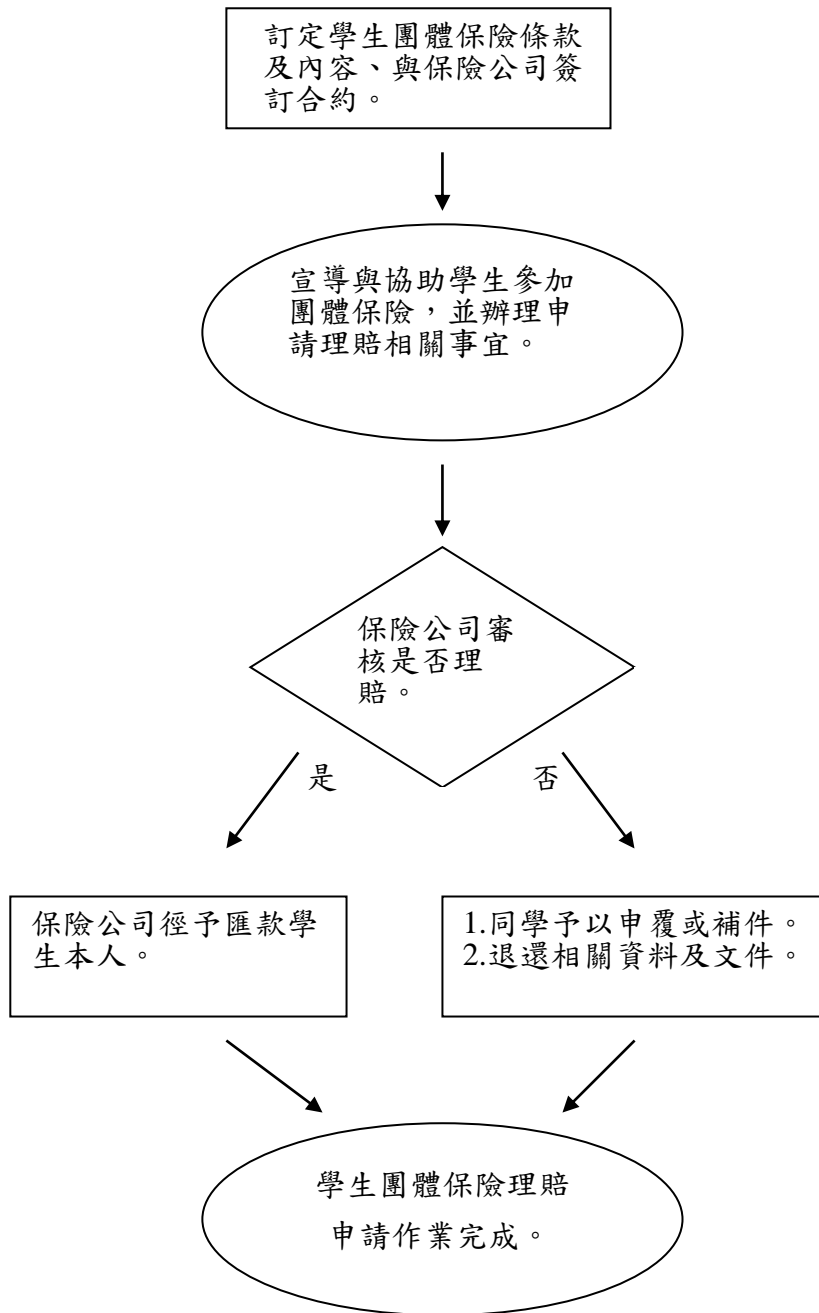 訂定學生團體保險條款
及內容、與保險公司簽
訂合約。
宣導與協助學生參加
團體保險，並辦理申
請理賠相關事宜。
保險公司審
核是否理
賠。
是
否
保險公司徑予匯款學
生本人。
1.同學予以申覆或補件。
2.退還相關資料及文件。
學生團體保險理賠
申請作業完成。